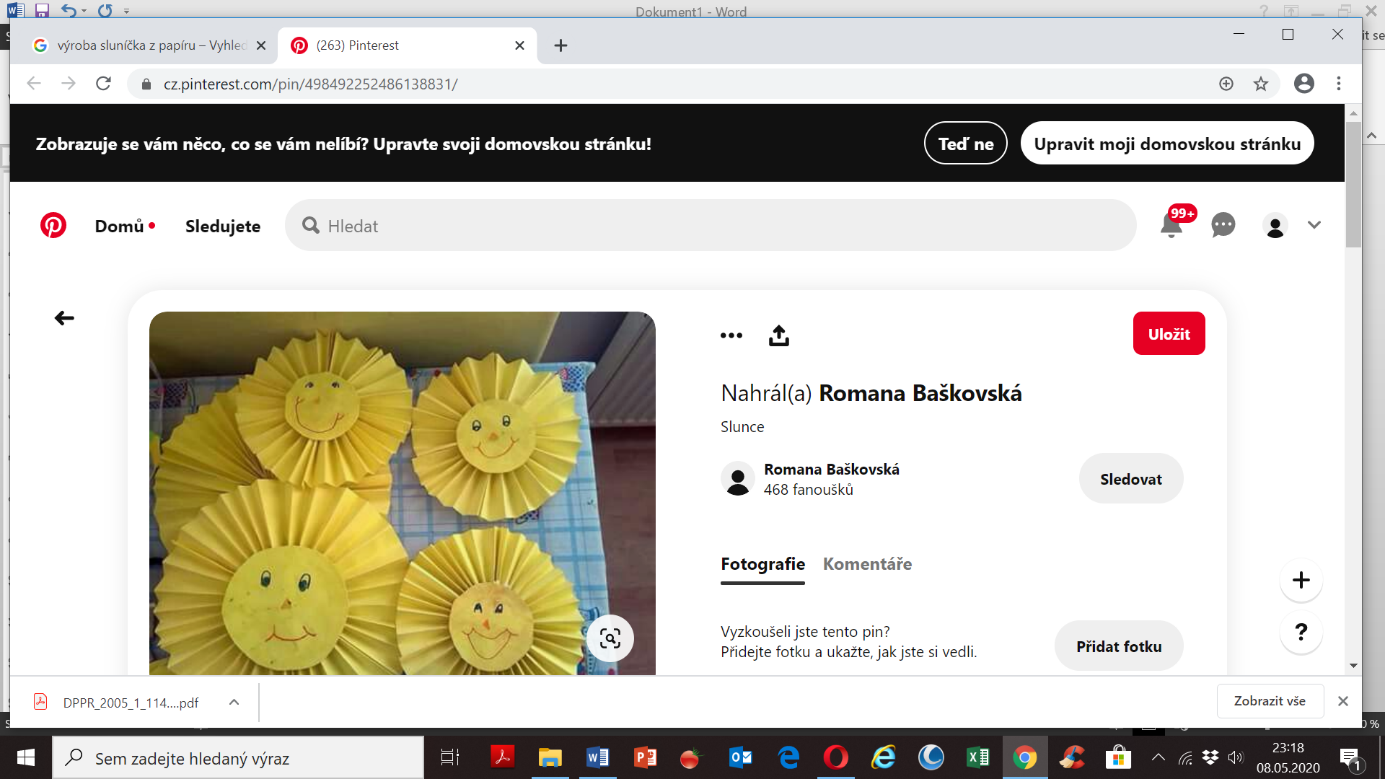 Dokument1 - Word
výroba sluníčka z papíru – Vyhled
(263) Pinterest
cz.pinterest.com/pin/498492252486138831/
Zobrazuje se vám něco, co se vám nelíbí? Upravte svoji domovskou stránku!
Teď ne
Upravit moji domovskou stránku
Domů
Sledujete
Hledat
99+
Uložit
Nahrál(a) Romana Baškovská
Slunce
Romana Baškovská
468 fanoušků
Sledovat
Fotografie
Komentáře
Vyzkoušeli jste tento pin?
Přidejte fotku a ukažte, jak jste si vedli.
Přidat fotku
DPPR_2005_1_114....pdf
Zobrazit vše
Sem zadejte hledaný výraz
23:18
08.05.2020
1